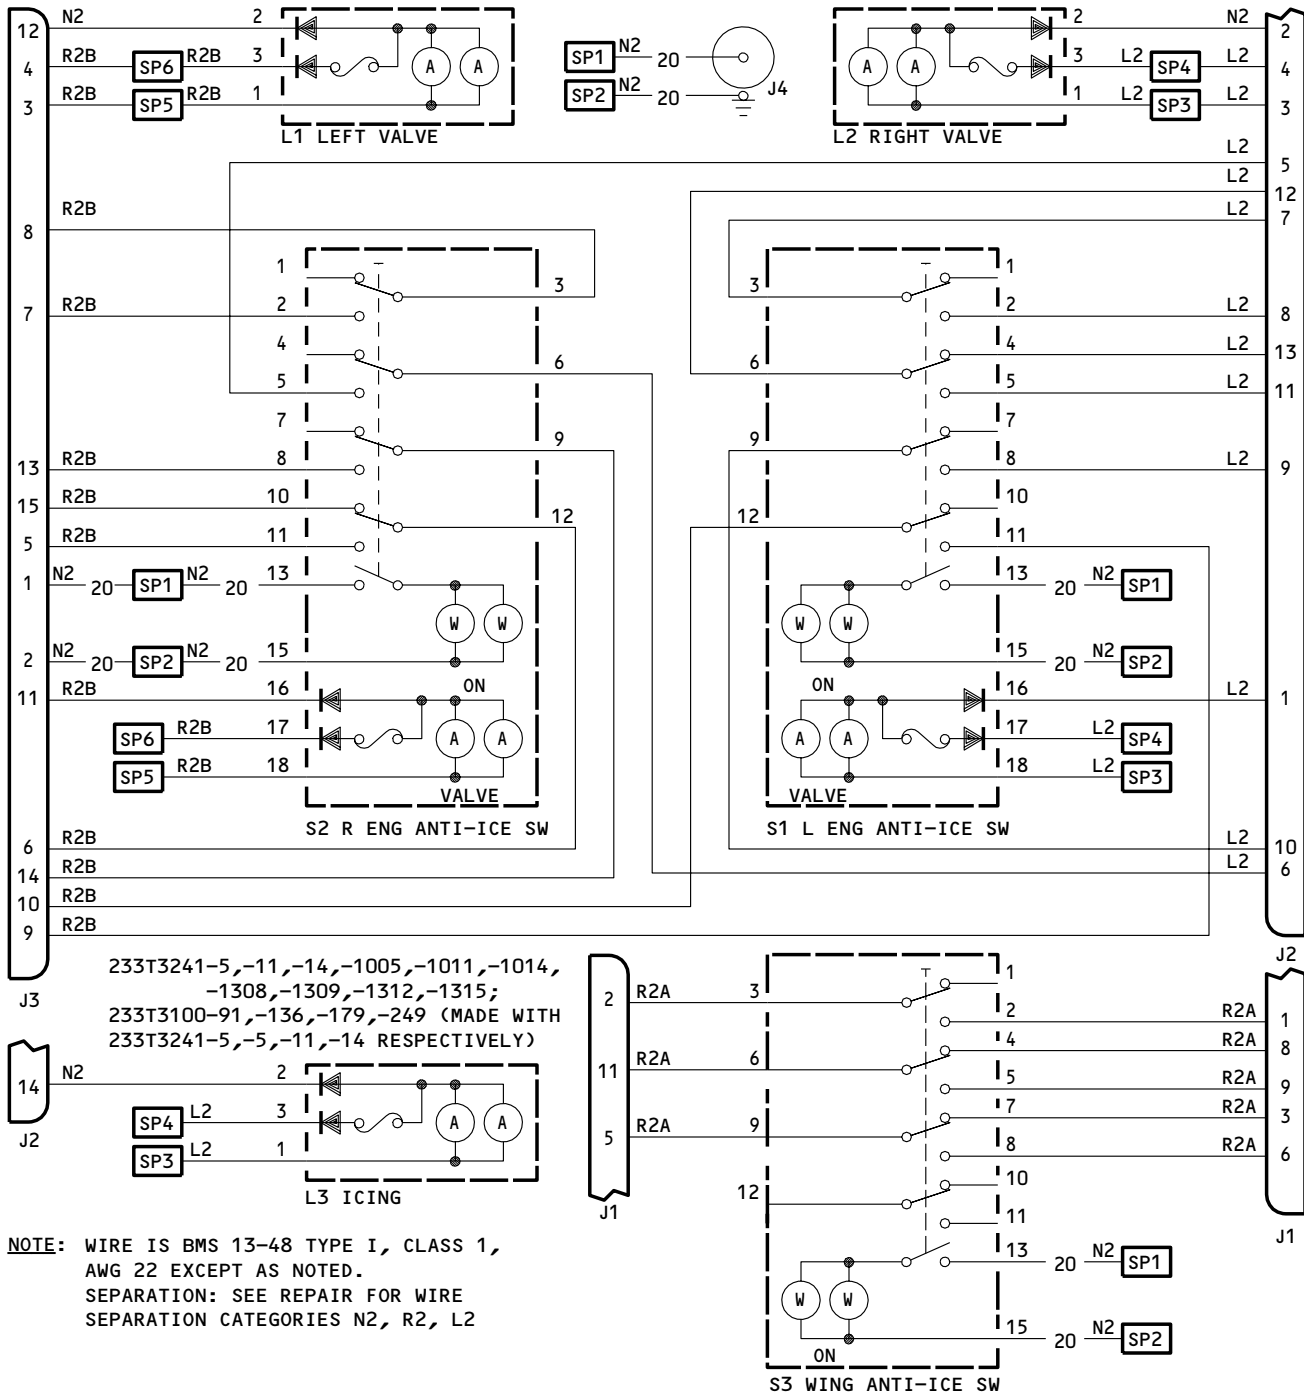 12 N2 2 2 N2 2
4 R2B SP6 R2B 3 A A SP1 N2 20 A A 3 L2 SP4 L2 4
3 R2B SP5 R2B 1 SP2 N2 20 J4 1 L2 SP3 L2 3
L1 LEFT VALVE L2 RIGHT VALVE
L2 5
L2 12
8 R2B L2 7
1 3 3 1
7 R2B 2 2 L2 8
4 6 6 4 L2 13
5 5 L2 11
7 9 9 7
13 R2B 8 8 L2 9
15 R2B 10 12 12 10
5 R2B 11 11
1 N2 20 SP1 N2 20 13 13 20 N2 SP1
W W W W
2 N2 20 SP2 N2 20 15 15 20 N2 SP2
ON ON
11 R2B 16 16 L2 1
SP6 R2B 17 A A A A 17 L2 SP4
SP5 R2B 18 18 L2 SP3
VALVE VALVE
S2 R ENG ANTI-ICE SW S1 L ENG ANTI-ICE SW
6 R2B L2 10
14 R2B L2 6
10 R2B
9 R2B
J3 J2
233T3241-5,-11,-14,-1005,-1011,-1014,
-1308,-1309,-1312,-1315;
233T3100-91,-136,-179,-249 (MADE WITH
233T3241-5,-5,-11,-14 RESPECTIVELY)
14 N2 2
SP4 L2 3 A A
SP3 L2 1
J2
L3 ICING
2 R2A 3 1
2 R2A 1
11 R2A 6 4 R2A 8
5 R2A 9
5 R2A 9 7 R2A 3
8 R2A 6
12 10
11
J1 J1
13 20 N2 SP1
W W
15 20 N2 SP2
ON
S3 WING ANTI-ICE SW
NOTE: WIRE IS BMS 13-48 TYPE I, CLASS 1,
AWG 22 EXCEPT AS NOTED.
SEPARATION: SEE REPAIR FOR WIRE
SEPARATION CATEGORIES N2, R2, L2